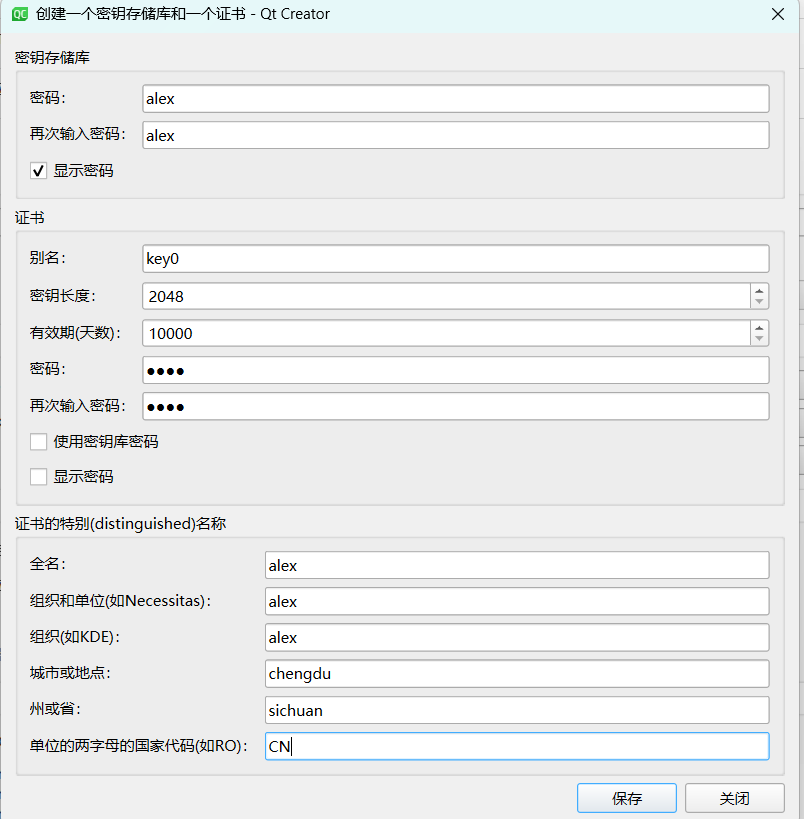 QC 创建一个密钥存储库和一个证书 - Qt Creator
密钥存储库
密码: alex
再次输入密码: alex
显示密码
证书
别名: key0
密钥长度: 2048
有效期(天数): 10000
密码: ●●●●
再次输入密码: ●●●●
使用密钥库密码
显示密码
证书的特别(distinguished)名称
全名: alex
组织和单位(如Necessitas): alex
组织(如KDE): alex
城市或地点: chengdu
州或省: sichuan
单位的两字母的国家代码(如RO): CN
保存 关闭